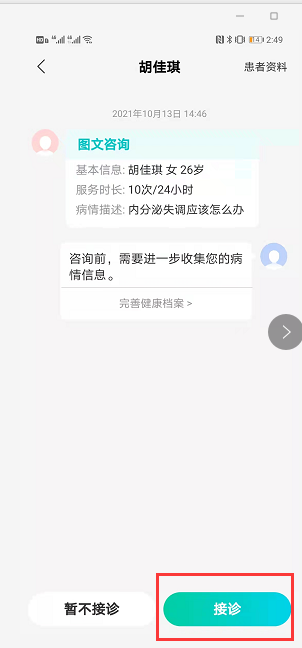 2:49
胡佳琪
患者资料
2021年10月13日 14:46
图文咨询
基本信息: 胡佳琪 女 26岁
服务时长: 10次/24小时
病情描述: 内分泌失调应该怎么办
咨询前，需要进一步收集您的病
情信息。
完善健康档案 >
暂不接诊
接诊